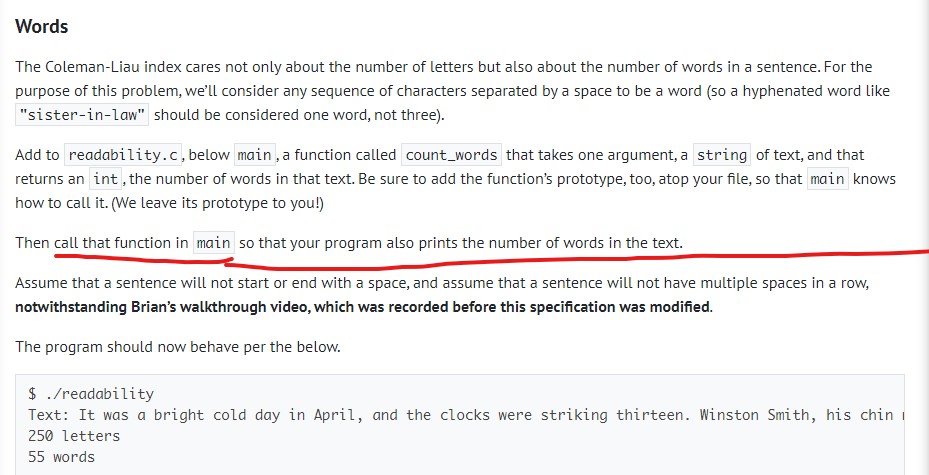 Words
The Coleman-Liau index cares not only about the number of letters but also about the number of words in a sentence. For the
purpose of this problem, we’ll consider any sequence of characters separated by a space to be a word (so a hyphenated word like
"sister-in-law" should be considered one word, not three).
Add to readability.c, below main, a function called count_words that takes one argument, a string of text, and that
returns an int, the number of words in that text. Be sure to add the function’s prototype, too, atop your file, so that main knows
how to call it. (We leave its prototype to you!)
Then call that function in main so that your program also prints the number of words in the text.
Assume that a sentence will not start or end with a space, and assume that a sentence will not have multiple spaces in a row,
notwithstanding Brian’s walkthrough video, which was recorded before this specification was modified.
The program should now behave per the below.
$ ./readability
Text: It was a bright cold day in April, and the clocks were striking thirteen. Winston Smith, his chin
250 letters
55 words